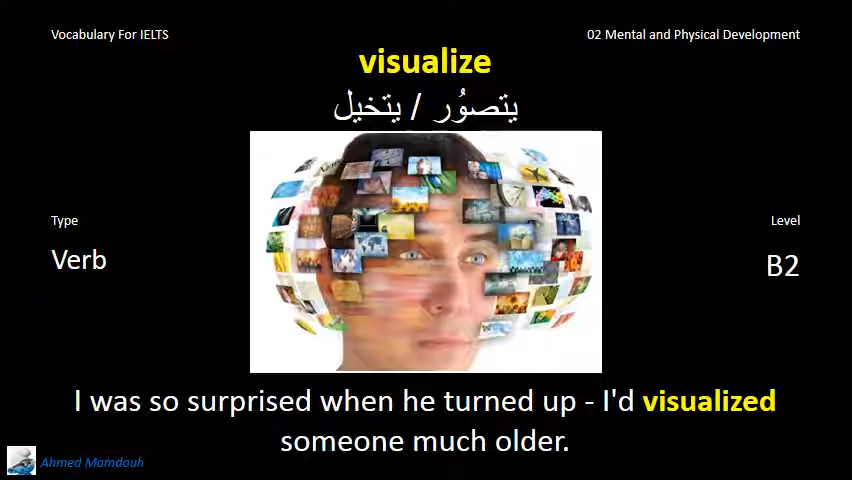 Vocabulary For IELTS
02 Mental and Physical Development
visualize
يتصوُر / يتخيل
Type
Level
Verb
B2
I was so surprised when he turned up - I'd visualized
someone much older.
Ahmed Mamdouh